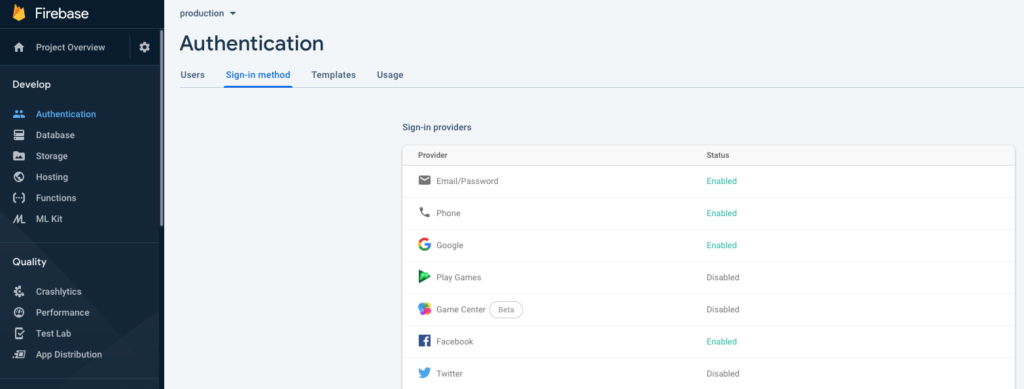 Firebase
Project Overview
Develop
Authentication
Database
Storage
Hosting
Functions
ML Kit
Quality
Crashlytics
Performance
Test Lab
App Distribution
production
Authentication
Users Sign-in method Templates Usage
Sign-in providers
Provider Status
Email/Password Enabled
Phone Enabled
Google Enabled
Play Games Disabled
Game Center Beta Disabled
Facebook Enabled
Twitter Disabled